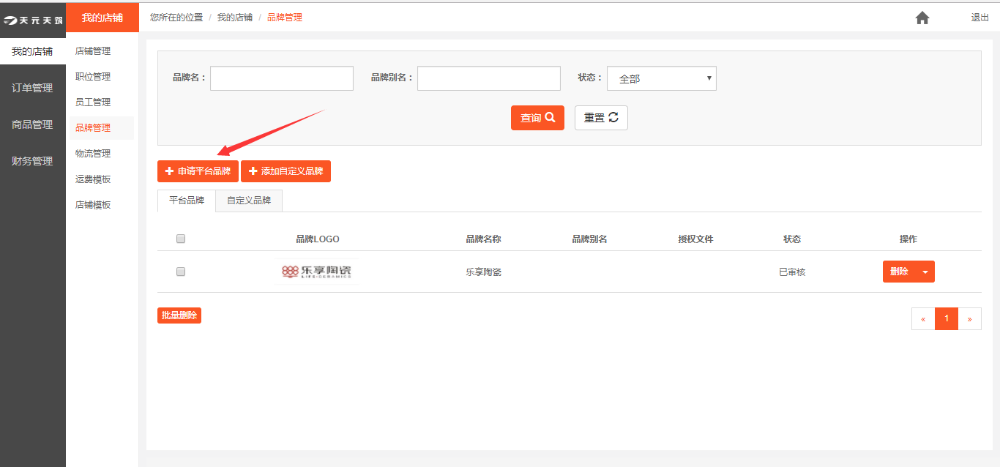 天元天筑
我的店铺
您所在的位置 / 我的店铺 / 品牌管理
退出
我的店铺
订单管理
商品管理
财务管理
店铺管理
职位管理
员工管理
品牌管理
物流管理
运费模板
店铺模板
品牌名： 品牌别名： 状态： 全部
查询 重置
申请平台品牌 添加自定义品牌
平台品牌 自定义品牌
品牌LOGO 品牌名称 品牌别名 授权文件 状态 操作
乐享陶瓷
LIFE·CERAMICS
乐享陶瓷 已审核 删除
批量删除
« 1 »